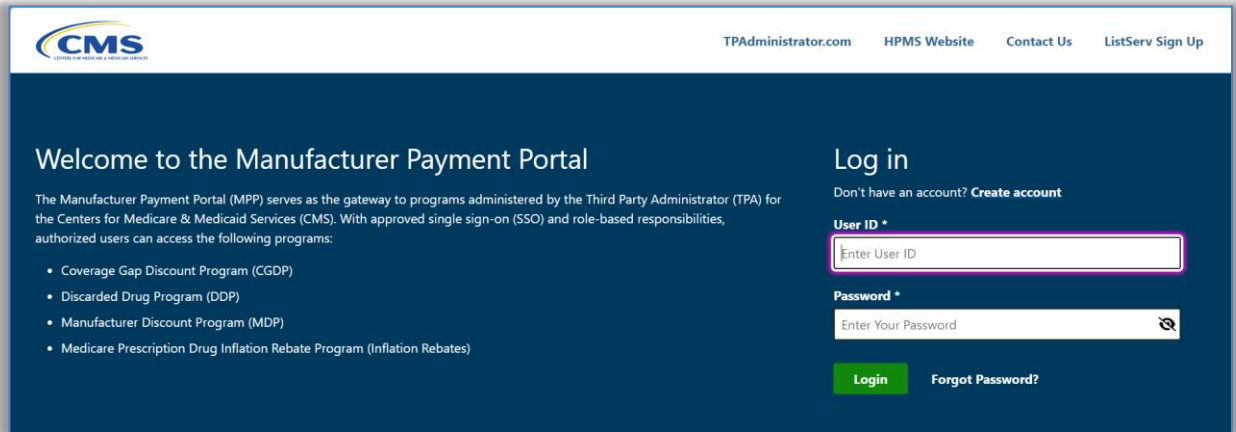 CMS
CENTERS FOR MEDICARE & MEDICAID SERVICES
TPAdministrator.com HPMS Website Contact Us ListServ Sign Up
Welcome to the Manufacturer Payment Portal
The Manufacturer Payment Portal (MPP) serves as the gateway to programs administered by the Third Party Administrator (TPA) for
the Centers for Medicare & Medicaid Services (CMS). With approved single sign-on (SSO) and role-based responsibilities,
authorized users can access the following programs:
• Coverage Gap Discount Program (CGDP)
• Discarded Drug Program (DDP)
• Manufacturer Discount Program (MDP)
• Medicare Prescription Drug Inflation Rebate Program (Inflation Rebates)
Log in
Don't have an account? Create account
User ID *
Enter User ID
Password *
Enter Your Password
Login Forgot Password?